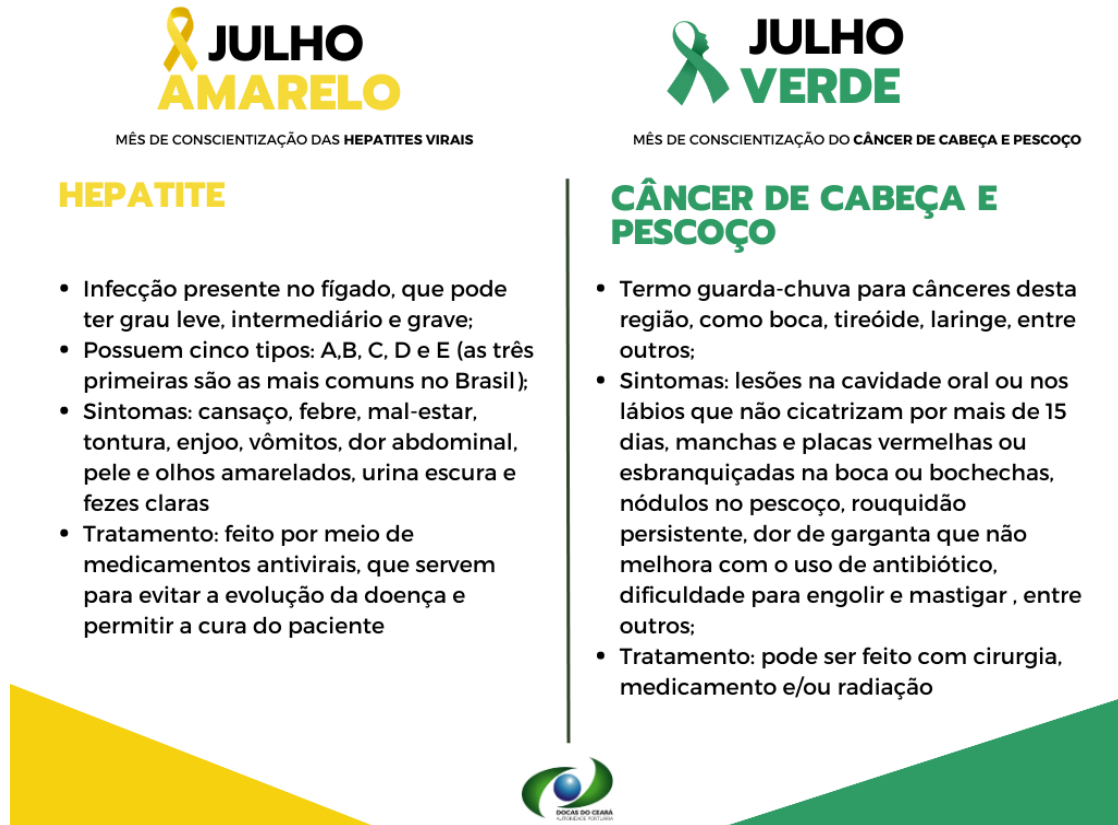 JULHO
AMARELO
MÊS DE CONSCIENTIZAÇÃO DAS HEPATITES VIRAIS
HEPATITE
• Infecção presente no fígado, que pode
ter grau leve, intermediário e grave;
• Possuem cinco tipos: A,B, C, D e E (as três
primeiras são as mais comuns no Brasil);
• Sintomas: cansaço, febre, mal-estar,
tontura, enjoo, vômitos, dor abdominal,
pele e olhos amarelados, urina escura e
fezes claras
• Tratamento: feito por meio de
medicamentos antivirais, que servem
para evitar a evolução da doença e
permitir a cura do paciente
JULHO
VERDE
MÊS DE CONSCIENTIZAÇÃO DO CÂNCER DE CABEÇA E PESCOÇO
CÂNCER DE CABEÇA E
PESCOÇO
• Termo guarda-chuva para cânceres desta
região, como boca, tireóide, laringe, entre
outros;
• Sintomas: lesões na cavidade oral ou nos
lábios que não cicatrizam por mais de 15
dias, manchas e placas vermelhas ou
esbranquiçadas na boca ou bochechas,
nódulos no pescoço, rouquidão
persistente, dor de garganta que não
melhora com o uso de antibiótico,
dificuldade para engolir e mastigar , entre
outros;
• Tratamento: pode ser feito com cirurgia,
medicamento e/ou radiação
DOCAS DO CEARÁ
AUTORIDADE PORTUÁRIA